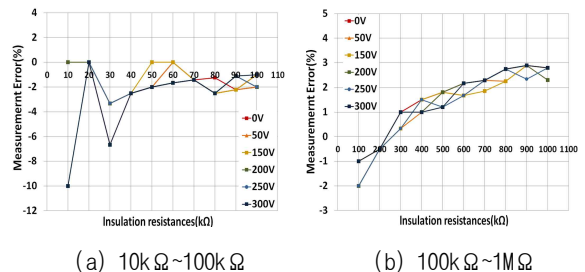 4
2
0
-2
-4
-6
-8
-10
-12
0 10 20 30 40 50 60 70 80 90 100 110
Measurememt Error(%)
Insulation resistances(kΩ)
0V
50V
150V
200V
250V
300V
(a) 10kΩ~100kΩ
5
4
3
2
1
0
-1
-2
-3
0 100 200 300 400 500 600 700 800 900 1000 1100
Measurememt Error(%)
Insulation resistances(kΩ)
0V
50V
150V
200V
250V
300V
(b) 100kΩ~1MΩ